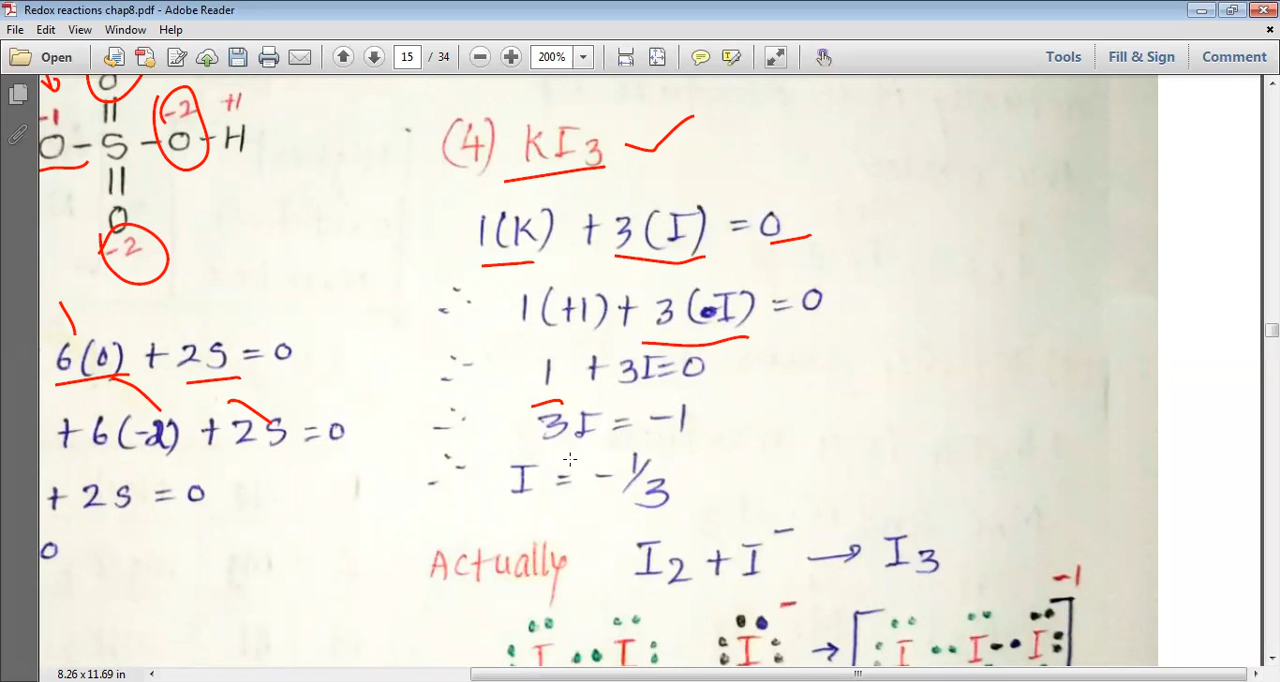 Redox reactions chap8.pdf - Adobe Reader
File Edit View Window Help
Open 15 / 34 200% Tools Fill & Sign Comment
O
-1 -2 +1
O-S-O-H
O
-2
6(0) + 2S = 0
+6(-2) + 2S = 0
+ 2S = 0
0
(4) KI3
1(K) + 3(I) = 0
∴ 1(+1) + 3(I) = 0
∴ 1 + 3I = 0
∴ 3I = -1
∴ I = -1/3
Actually I2 + I- → I3
-1
I I I - → [ I I I ]
8.26 x 11.69 in